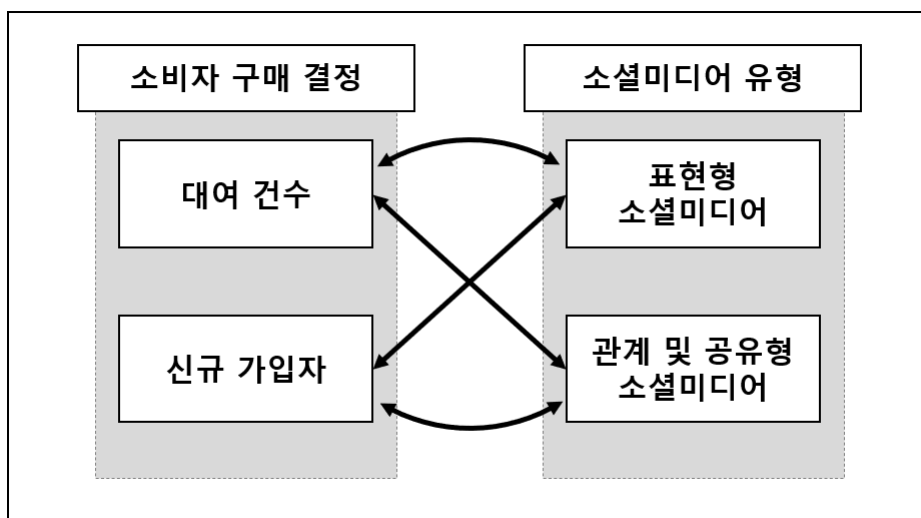 소비자 구매 결정
소셜미디어 유형
대여 건수
표현형
소셜미디어
신규 가입자
관계 및 공유형
소셜미디어